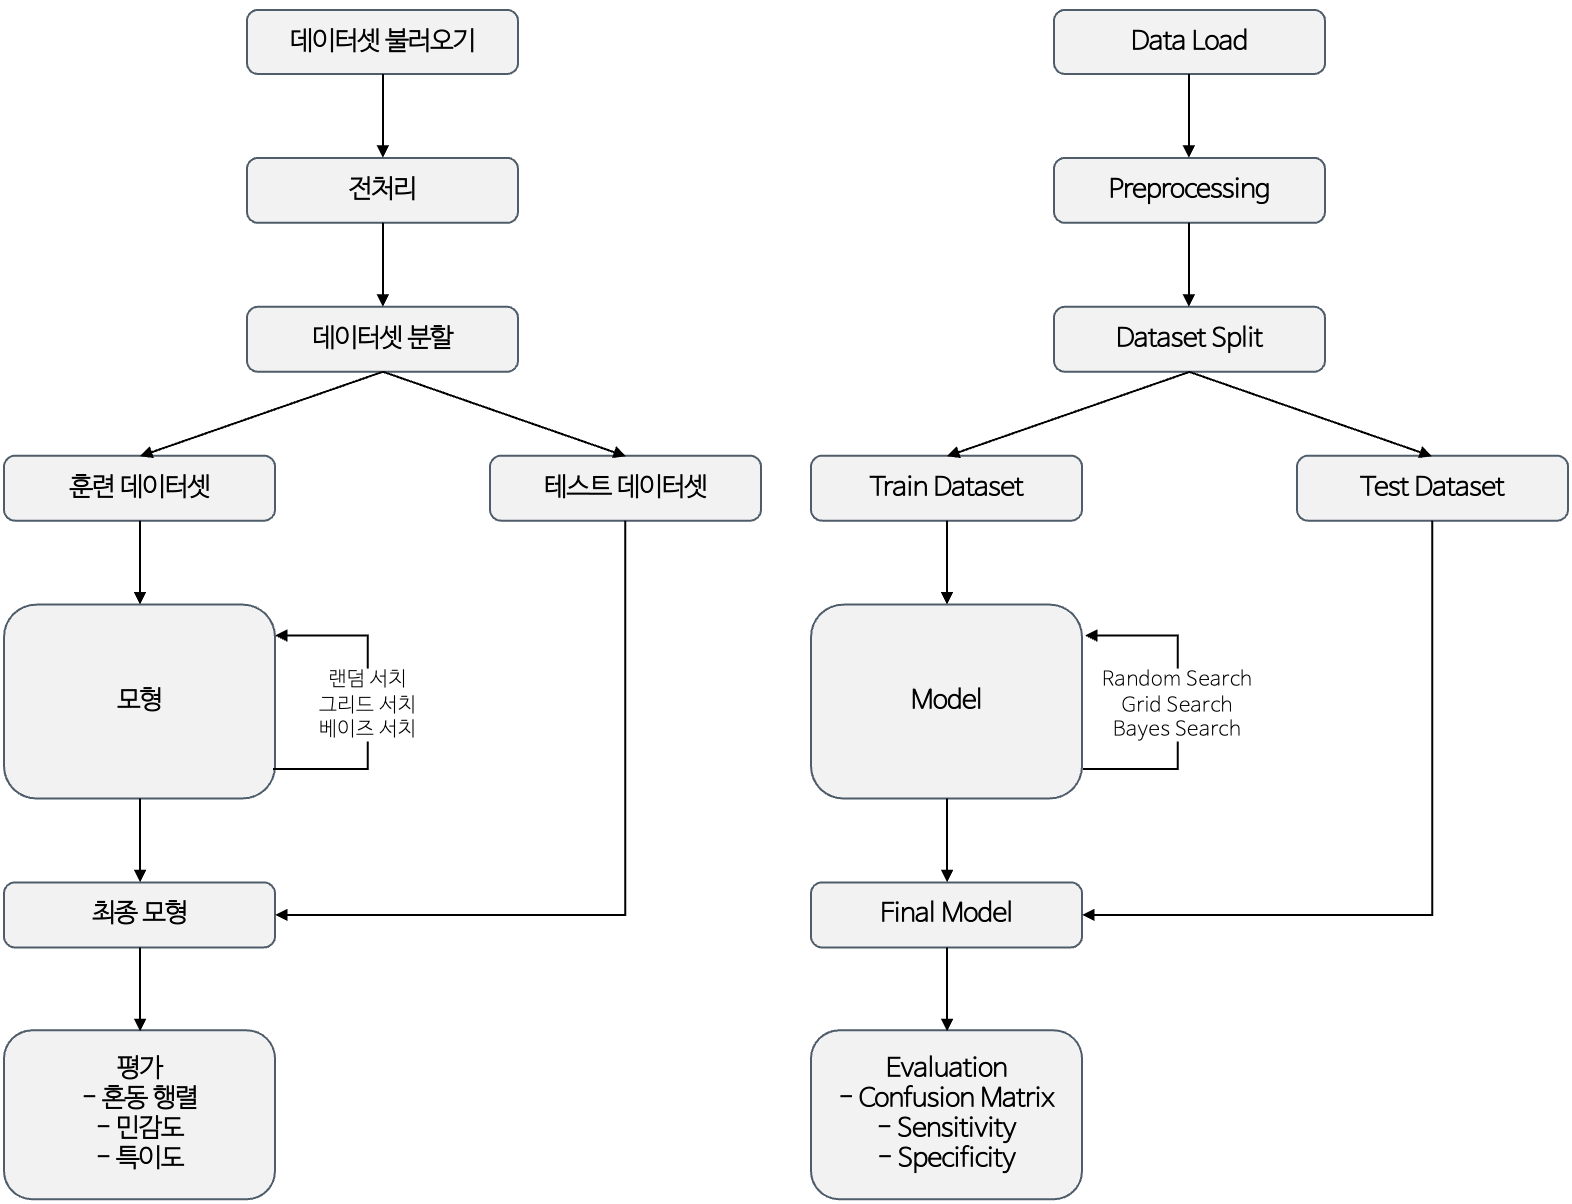 데이터셋 불러오기
전처리
데이터셋 분할
훈련 데이터셋
테스트 데이터셋
모형
랜덤 서치
그리드 서치
베이즈 서치
최종 모형
평가
- 혼동 행렬
- 민감도
- 특이도
Data Load
Preprocessing
Dataset Split
Train Dataset
Test Dataset
Model
Random Search
Grid Search
Bayes Search
Final Model
Evaluation
- Confusion Matrix
- Sensitivity
- Specificity